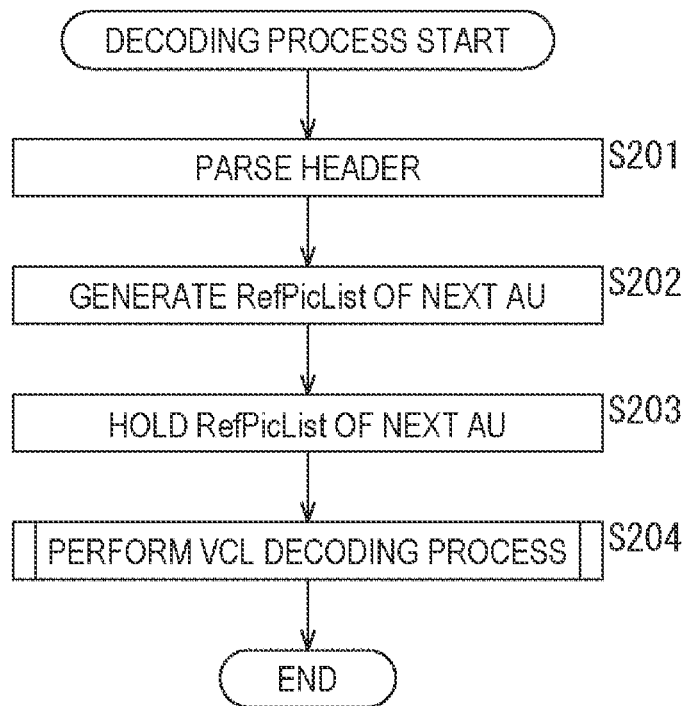 DECODING PROCESS START
PARSE HEADER
S201
GENERATE RefPicList OF NEXT AU
S202
HOLD RefPicList OF NEXT AU
S203
PERFORM VCL DECODING PROCESS
S204
END